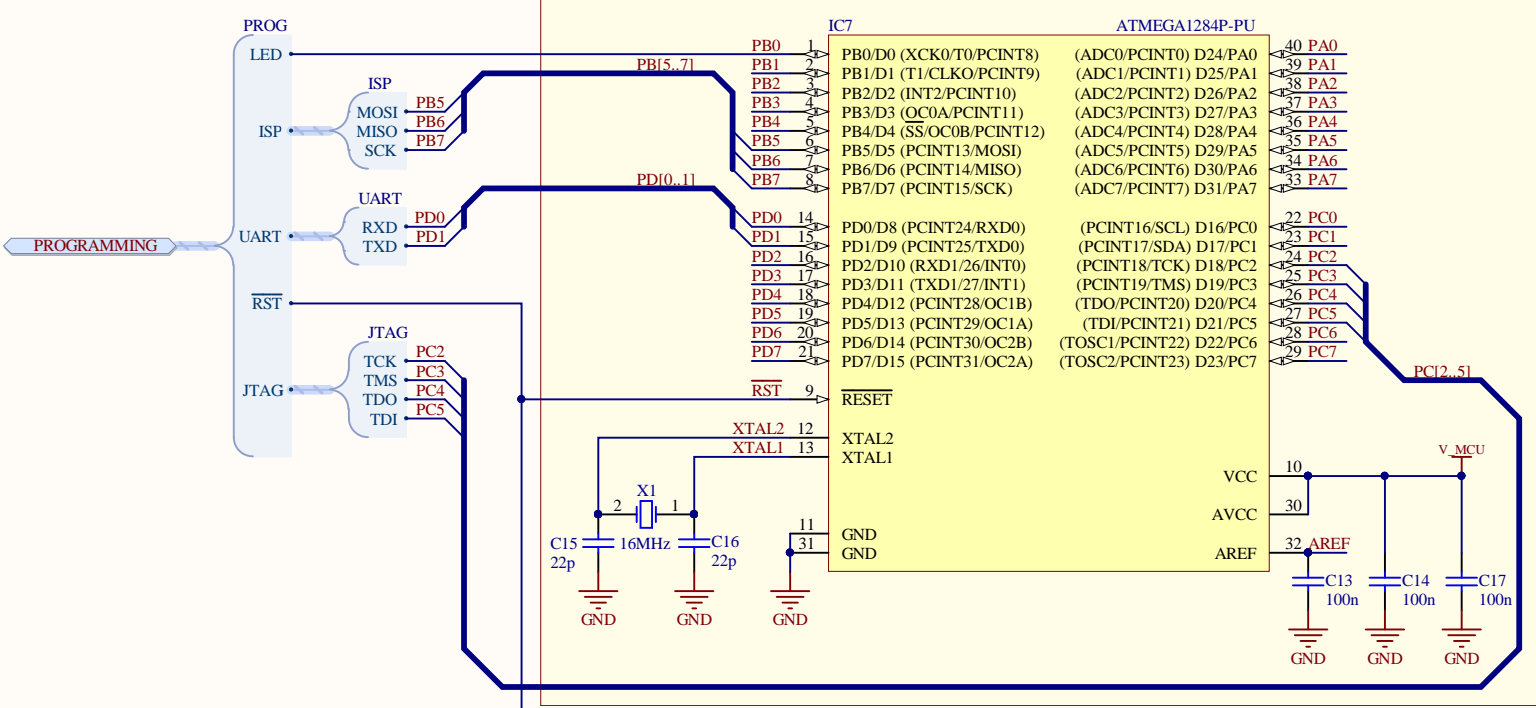 PROG
IC7
ATMEGA1284P-PU
LED
PB0 1 PB0/D0 (XCK0/T0/PCINT8) (ADC0/PCINT0) D24/PA0 40 PA0
PB[5..7]
PB1 2 PB1/D1 (T1/CLKO/PCINT9) (ADC1/PCINT1) D25/PA1 39 PA1
ISP
PB2 3 PB2/D2 (INT2/PCINT10) (ADC2/PCINT2) D26/PA2 38 PA2
MOSI PB5
PB3 4 PB3/D3 (OC0A/PCINT11) (ADC3/PCINT3) D27/PA3 37 PA3
ISP
MISO PB6
PB4 5 PB4/D4 (SS/OC0B/PCINT12) (ADC4/PCINT4) D28/PA4 36 PA4
SCK PB7
PB5 6 PB5/D5 (PCINT13/MOSI) (ADC5/PCINT5) D29/PA5 35 PA5
PB6 7 PB6/D6 (PCINT14/MISO) (ADC6/PCINT6) D30/PA6 34 PA6
PB7 8 PB7/D7 (PCINT15/SCK) (ADC7/PCINT7) D31/PA7 33 PA7
PD[0..1]
UART
RXD PD0
PD0 14 PD0/D8 (PCINT24/RXD0) (PCINT16/SCL) D16/PC0 22 PC0
PROGRAMMING
UART
TXD PD1
PD1 15 PD1/D9 (PCINT25/TXD0) (PCINT17/SDA) D17/PC1 23 PC1
PD2 16 PD2/D10 (RXD1/26/INT0) (PCINT18/TCK) D18/PC2 24 PC2
PD3 17 PD3/D11 (TXD1/27/INT1) (PCINT19/TMS) D19/PC3 25 PC3
RST
PD4 18 PD4/D12 (PCINT28/OC1B) (TDO/PCINT20) D20/PC4 26 PC4
PD5 19 PD5/D13 (PCINT29/OC1A) (TDI/PCINT21) D21/PC5 27 PC5
JTAG
PD6 20 PD6/D14 (PCINT30/OC2B) (TOSC1/PCINT22) D22/PC6 28 PC6
TCK PC2
PD7 21 PD7/D15 (PCINT31/OC2A) (TOSC2/PCINT23) D23/PC7 29 PC7
TMS PC3
PC[2..5]
JTAG
TDO PC4
RST 9 RESET
TDI PC5
XTAL2 12 XTAL2
XTAL1 13 XTAL1
V_MCU
VCC 10
X1
2 1
AVCC 30
11 GND
C15 16MHz C16
22p 22p
31 GND
AREF 32 AREF
C13 C14 C17
100n 100n 100n
GND GND GND
GND GND GND